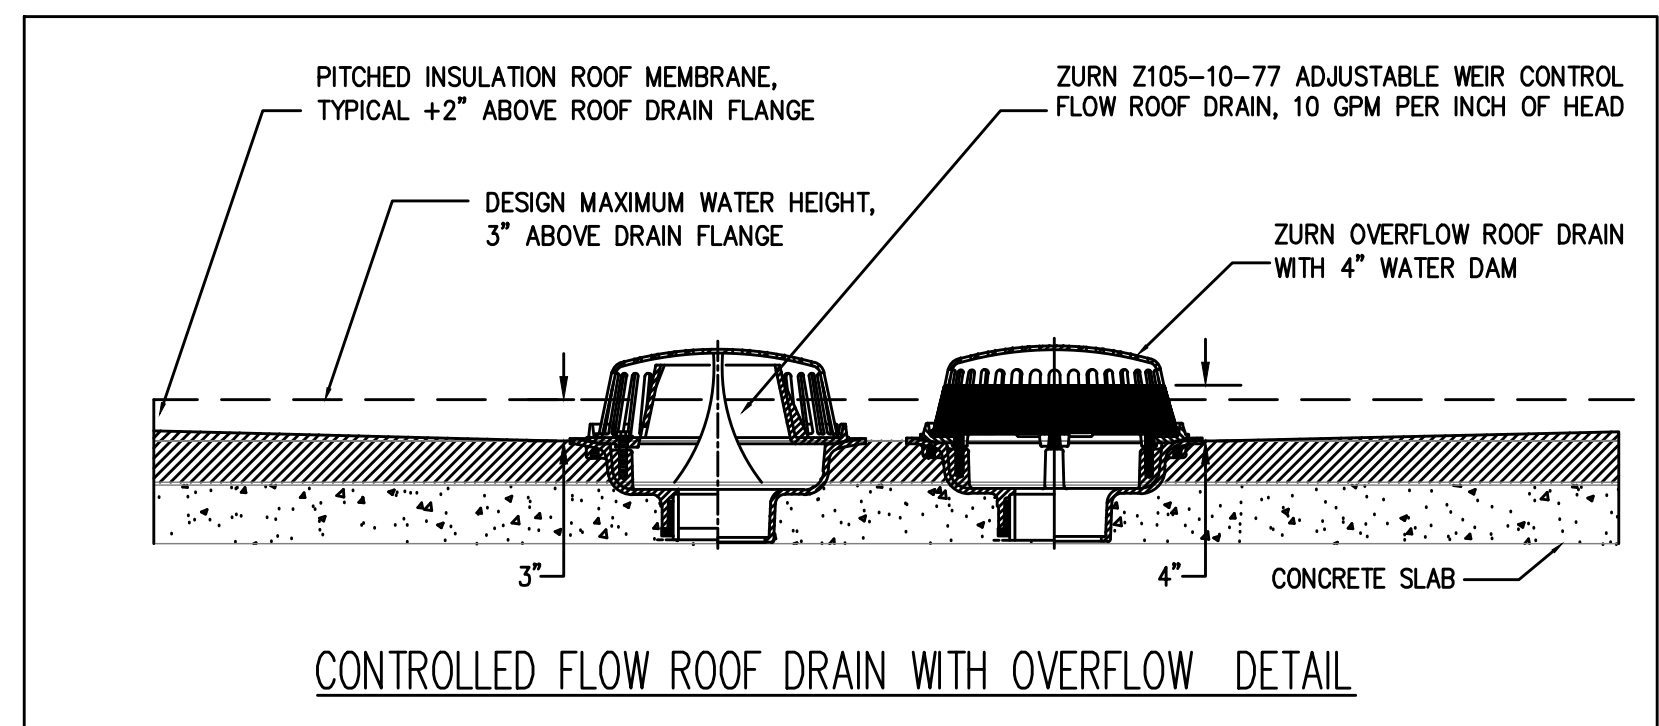 PITCHED INSULATION ROOF MEMBRANE,
TYPICAL +2” ABOVE ROOF DRAIN FLANGE
ZURN Z105-10-77 ADJUSTABLE WEIR CONTROL
FLOW ROOF DRAIN, 10 GPM PER INCH OF HEAD
DESIGN MAXIMUM WATER HEIGHT,
3” ABOVE DRAIN FLANGE
ZURN OVERFLOW ROOF DRAIN
WITH 4” WATER DAM
3”
4”
CONCRETE SLAB
CONTROLLED FLOW ROOF DRAIN WITH OVERFLOW DETAIL